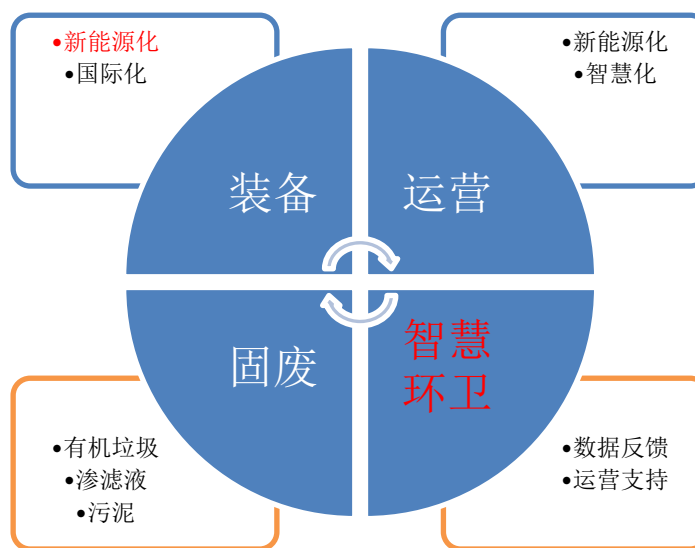 •新能源化
•国际化
•新能源化
•智慧化
装备
运营
固废
智慧
环卫
•有机垃圾
•渗滤液
•污泥
•数据反馈
•运营支持